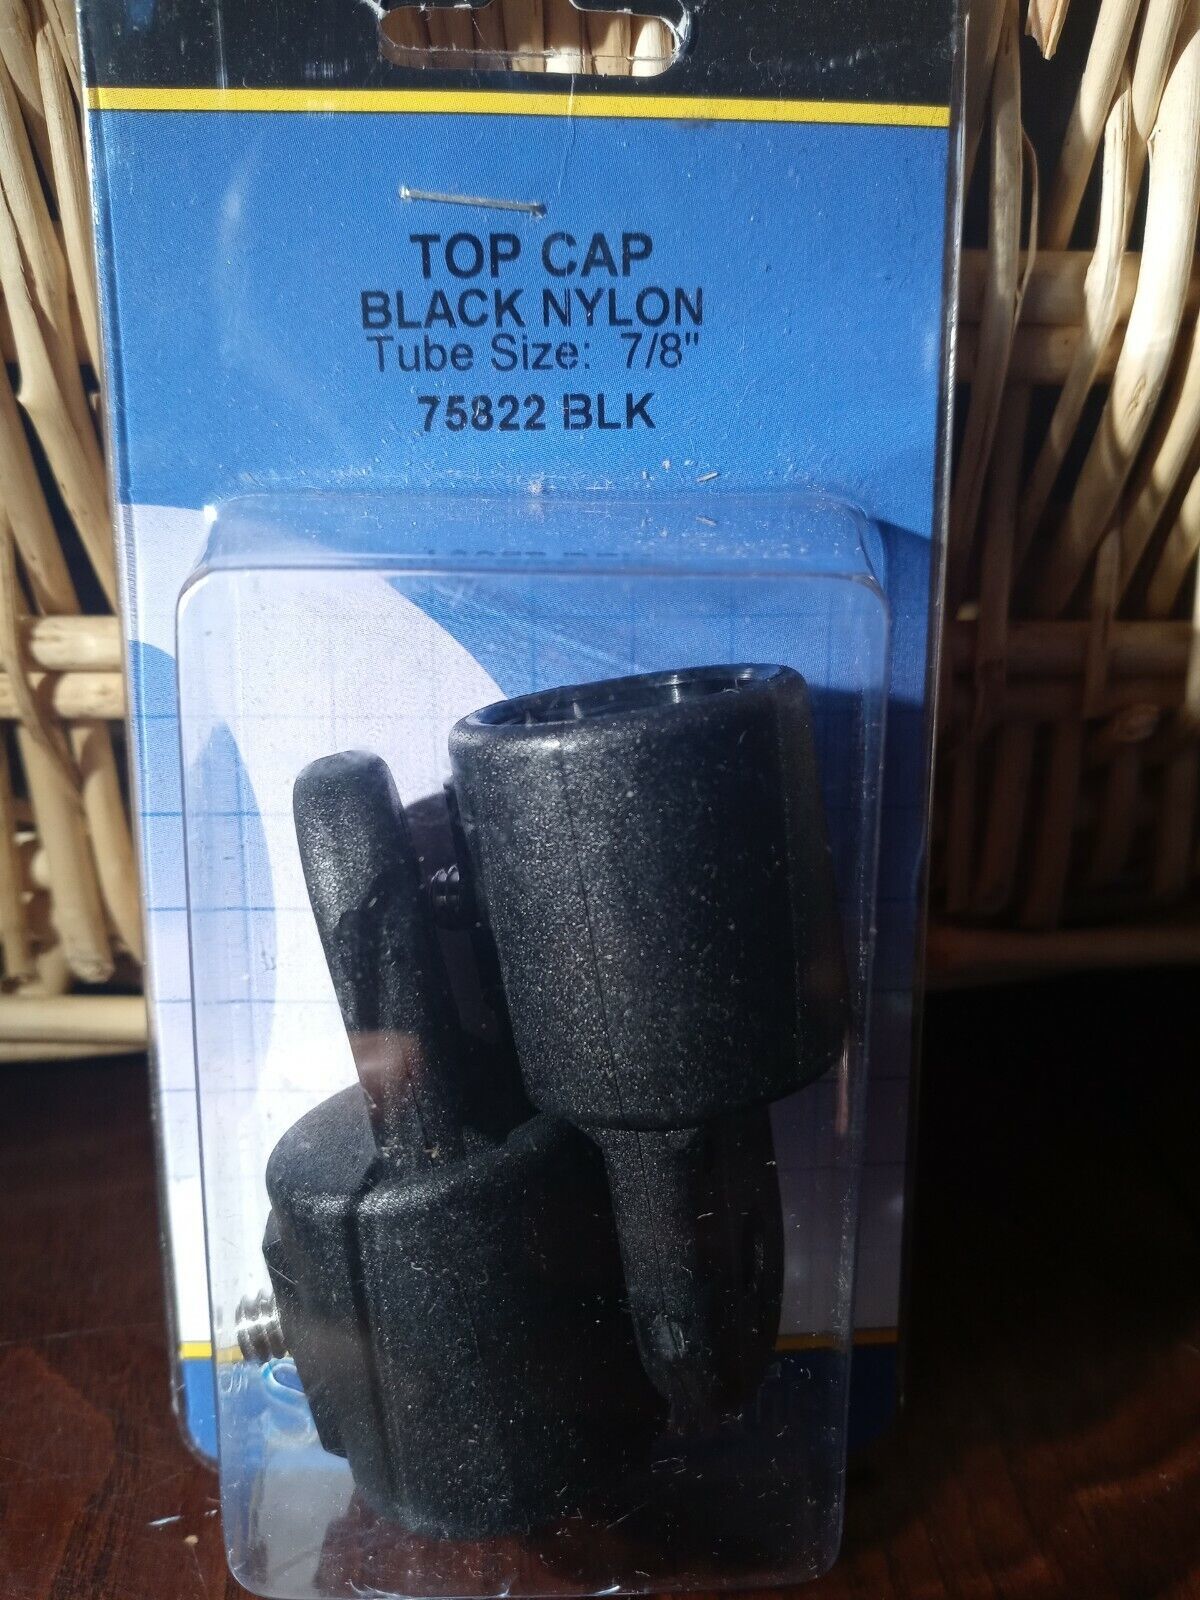 TOP CAP
BLACK NYLON
Tube Size: 7/8"
75822 BLK